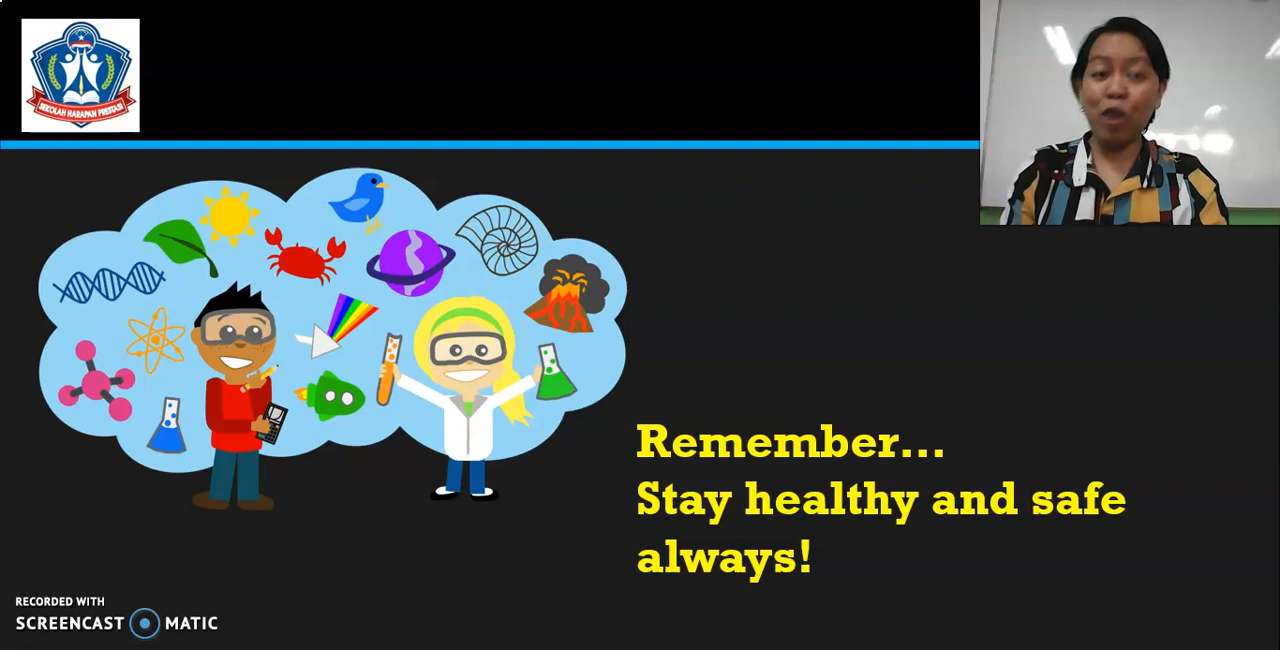 SEKOLAH HARAPAN PRESTASI
Remember...
Stay healthy and safe
always!
RECORDED WITH
SCREENCAST MATIC